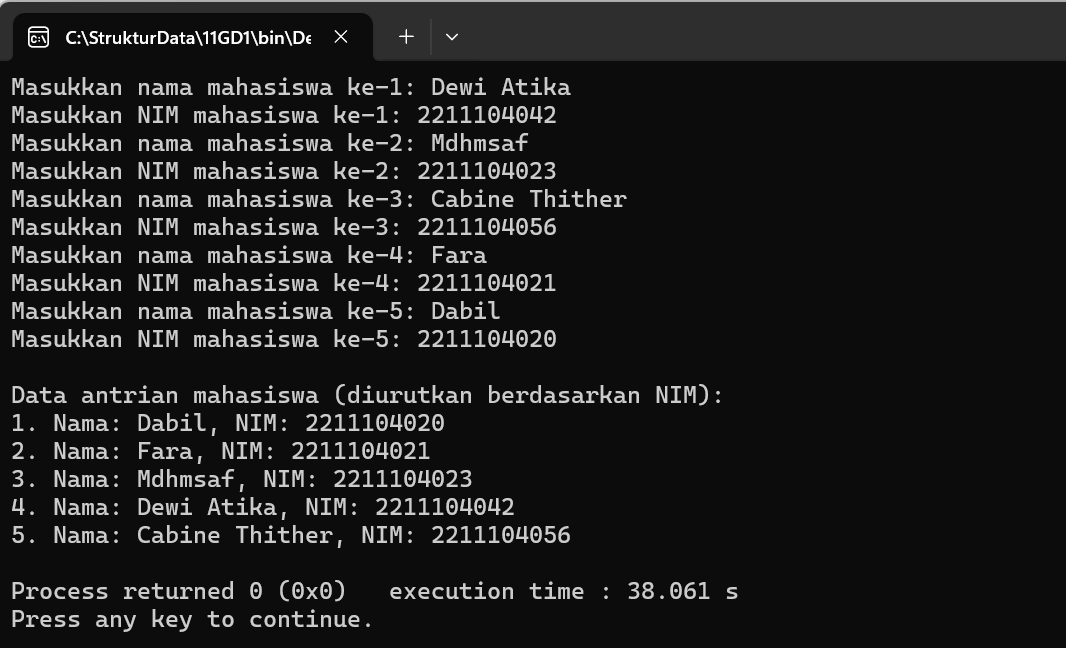 C:\StrukturData\11GD1\bin\De
Masukkan nama mahasiswa ke-1: Dewi Atika
Masukkan NIM mahasiswa ke-1: 2211104042
Masukkan nama mahasiswa ke-2: Mdhmsaf
Masukkan NIM mahasiswa ke-2: 2211104023
Masukkan nama mahasiswa ke-3: Cabine Thither
Masukkan NIM mahasiswa ke-3: 2211104056
Masukkan nama mahasiswa ke-4: Fara
Masukkan NIM mahasiswa ke-4: 2211104021
Masukkan nama mahasiswa ke-5: Dabil
Masukkan NIM mahasiswa ke-5: 2211104020
Data antrian mahasiswa (diurutkan berdasarkan NIM):
1. Nama: Dabil, NIM: 2211104020
2. Nama: Fara, NIM: 2211104021
3. Nama: Mdhmsaf, NIM: 2211104023
4. Nama: Dewi Atika, NIM: 2211104042
5. Nama: Cabine Thither, NIM: 2211104056
Process returned 0 (0x0)   execution time : 38.061 s
Press any key to continue.